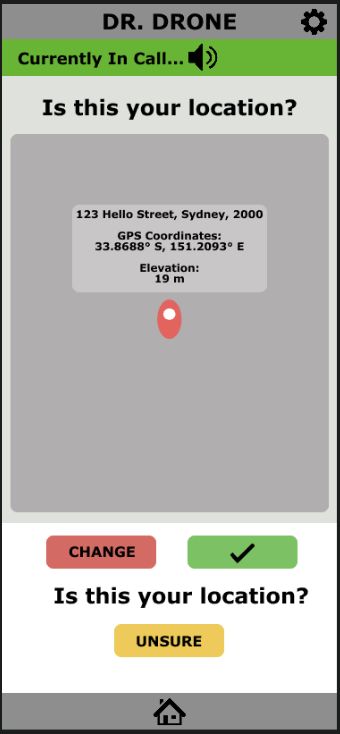 DR. DRONE
Currently In Call...
Is this your location?
123 Hello Street, Sydney, 2000
GPS Coordinates:
33.8688° S, 151.2093° E
Elevation:
19 m
CHANGE
Is this your location?
UNSURE